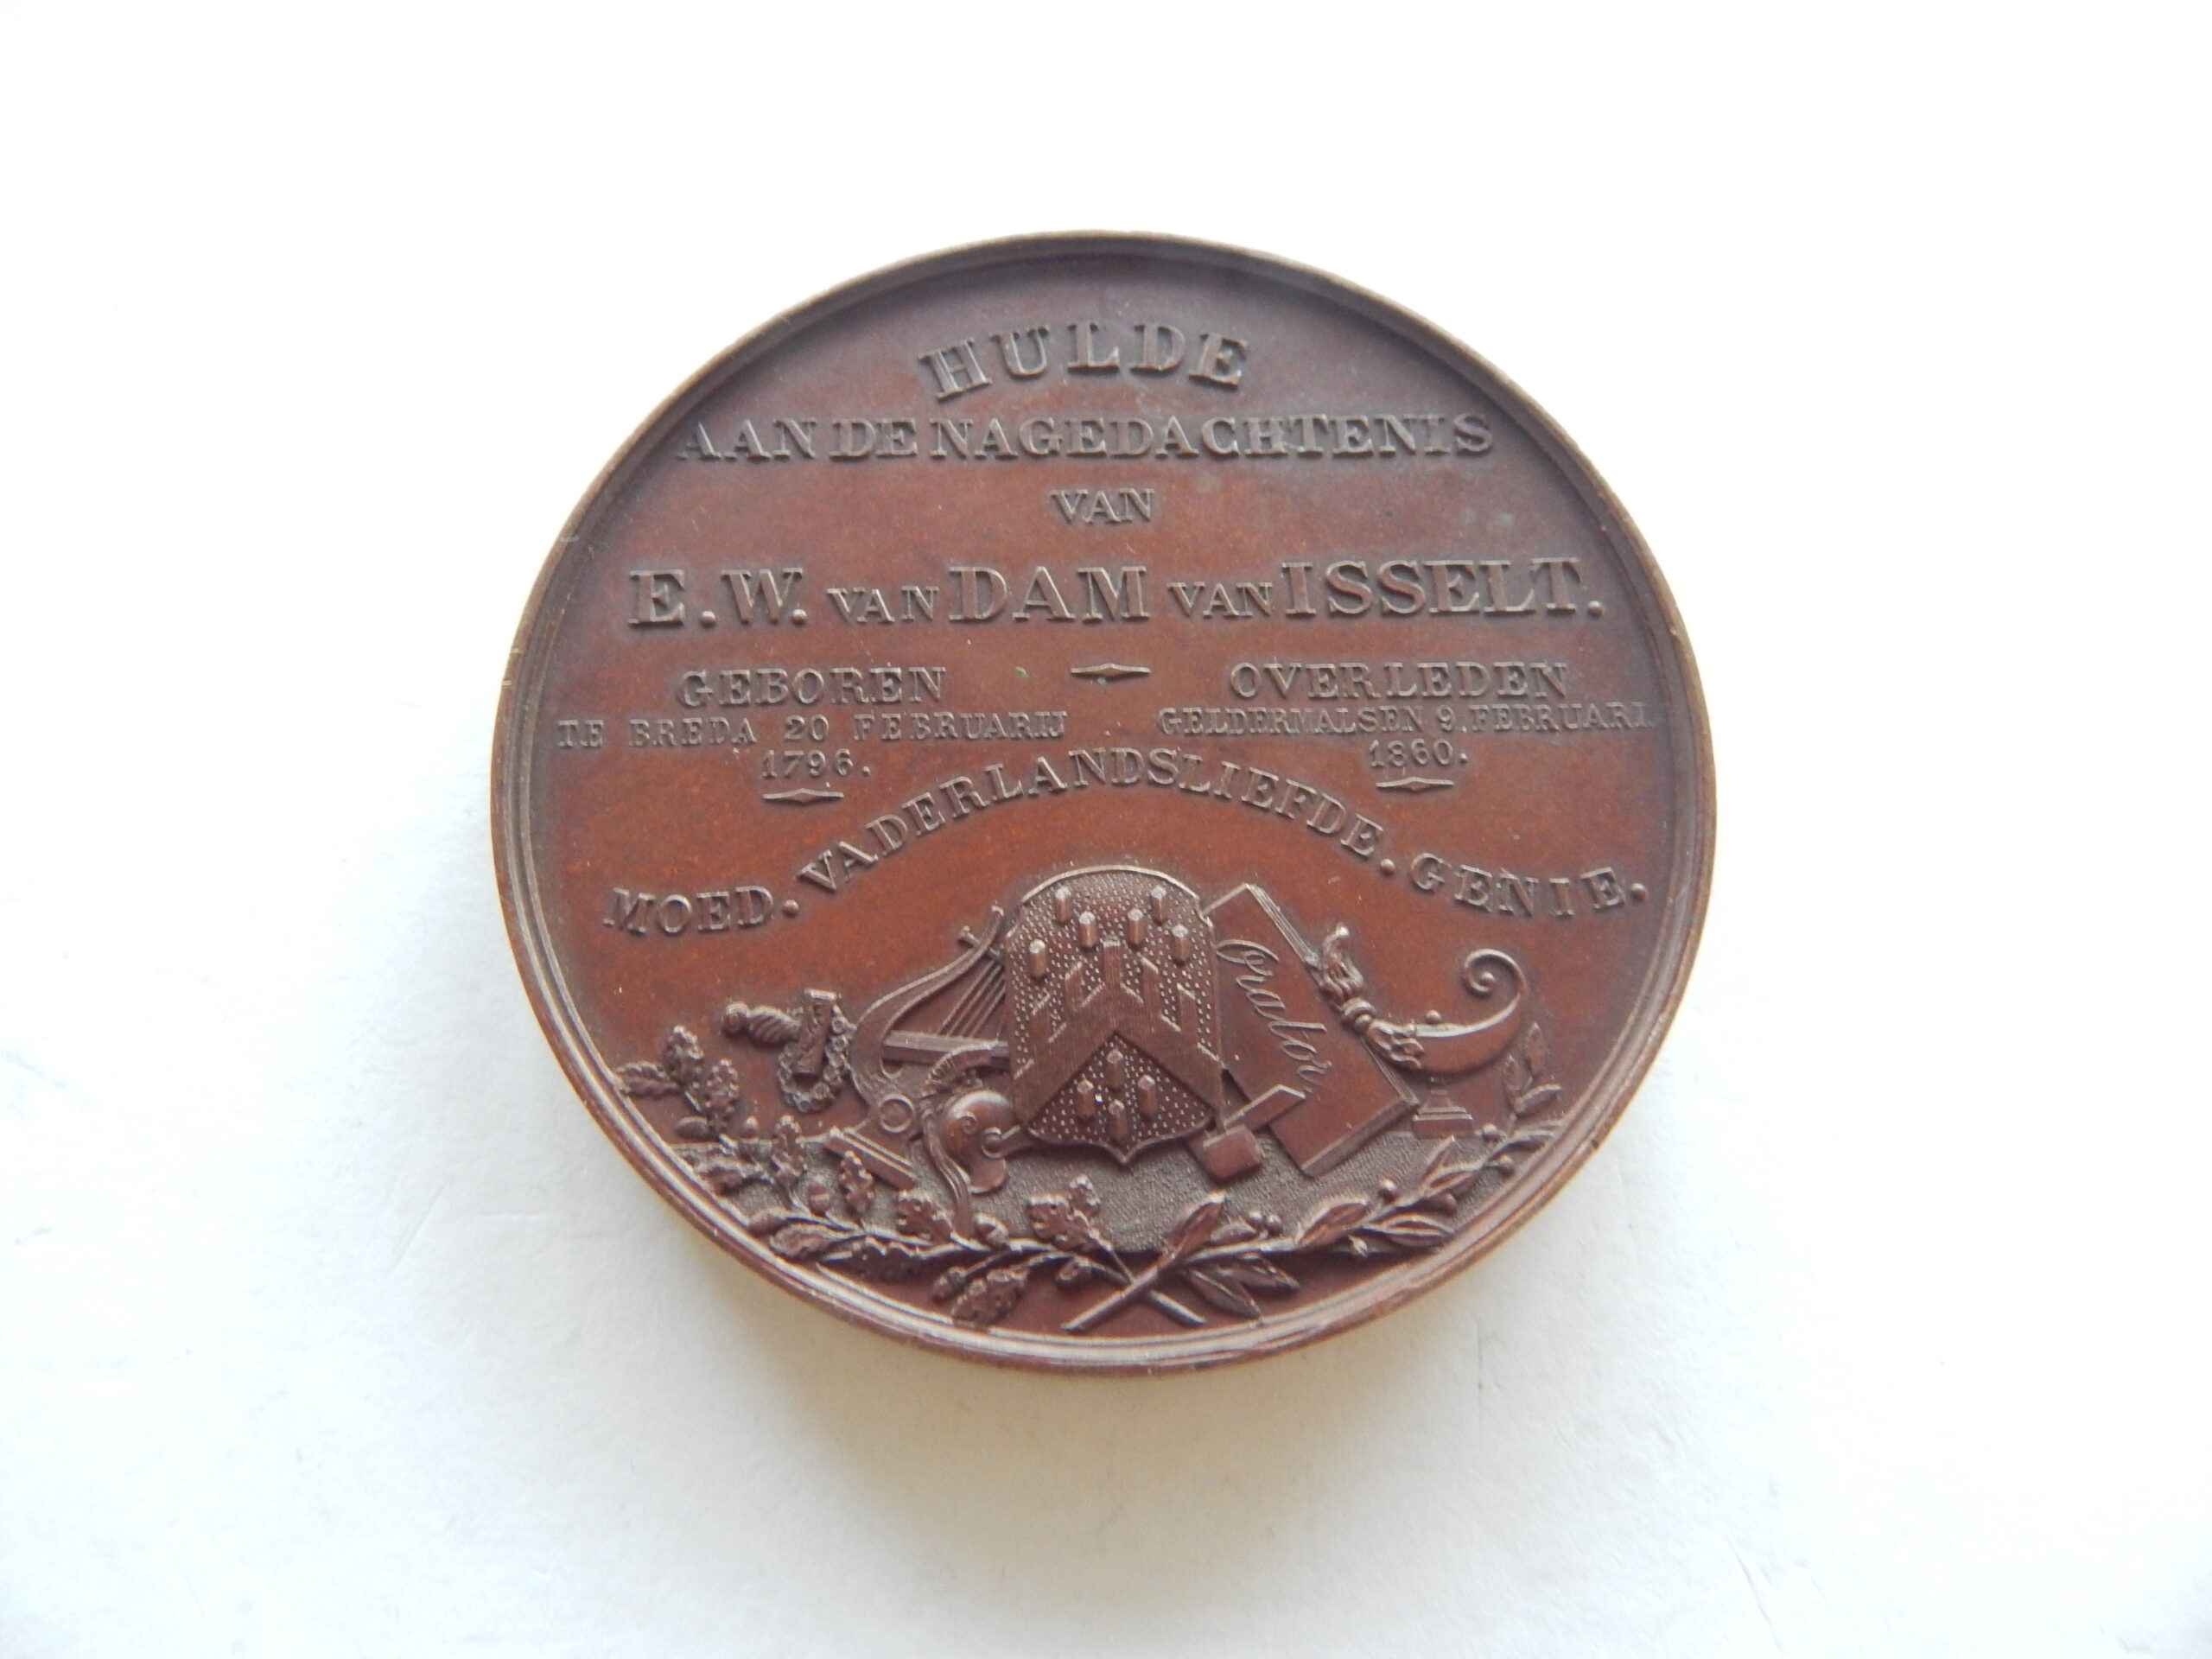 HULDE
AAN DE NAGEDACHTENIS
VAN
E.W. VAN DAM VAN ISSELT.
GEBOREN
TE BREDA 20 FEBRUARIJ
1796.
OVERLEDEN
GELDERMALSEN 9. FEBRUARI.
1860.
MOED. VADERLANDSLIEFDE. GENIE.
Orator